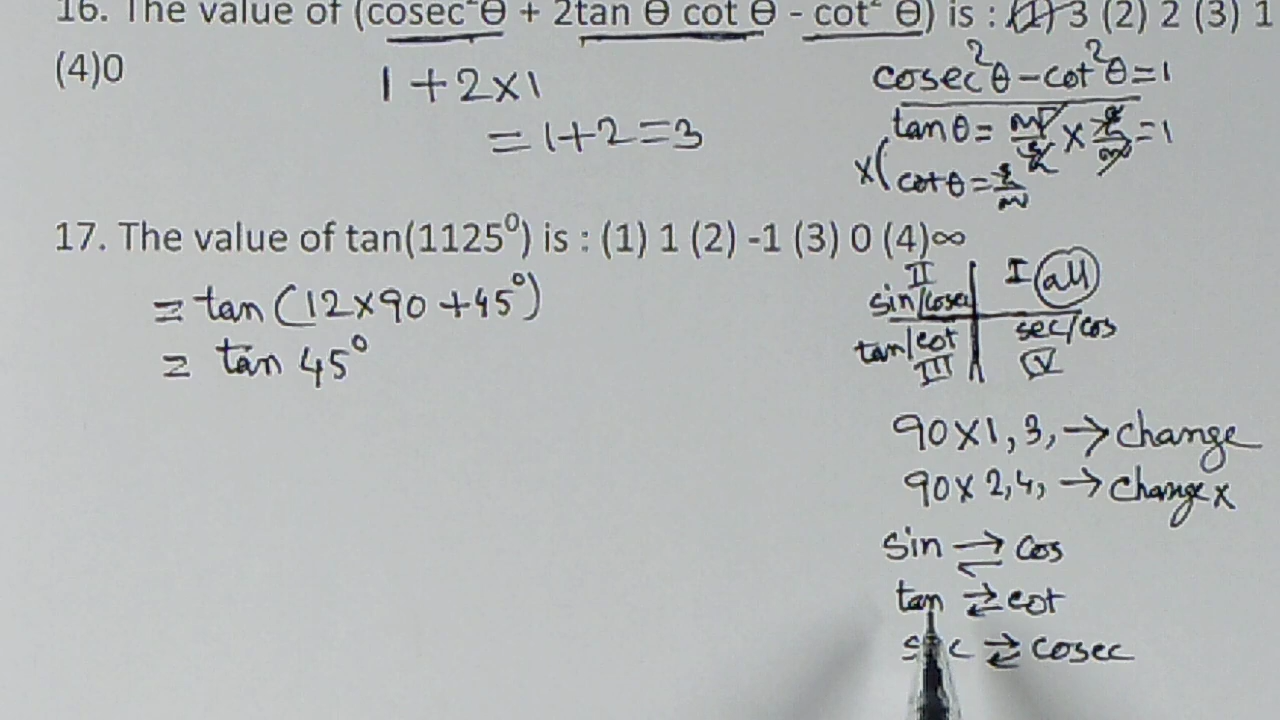 16. The value of (cosec²θ + 2tan θ cot θ - cot² θ) is : (1) 3 (2) 2 (3) 1
(4)0
1 + 2×1
= 1+2=3
cosec²θ - cot²θ = 1
tan θ =
× = 1
×( cot θ =
17. The value of tan(1125⁰) is : (1) 1 (2) -1 (3) 0 (4)∞
= tan (12×90 + 45°)
= tan 45°
II I all
sin/cosec
tan/cot sec/cos
III IV
90×1, 3, → change
90×2,4, → change x
sin ⇄ cos
tan ⇄ cot
sec ⇄ cosec